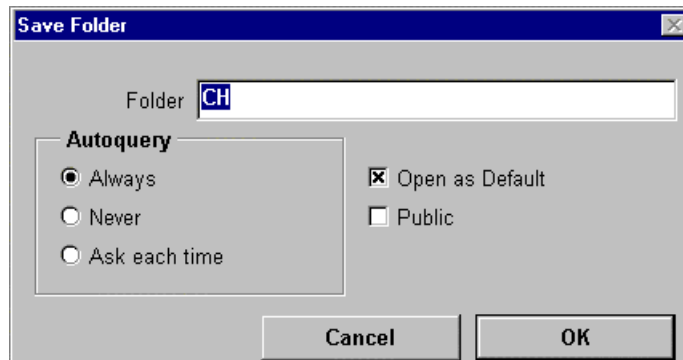 Save Folder
Folder CH
Autoquery
Always
Open as Default
Never
Public
Ask each time
Cancel
OK